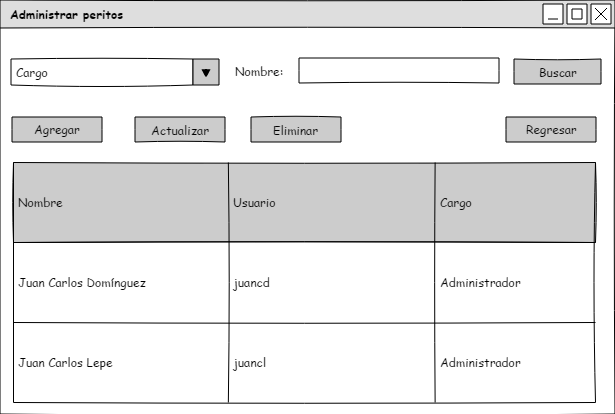 Administrar peritos
Cargo Nombre: Buscar
Agregar Actualizar Eliminar Regresar
Nombre Usuario Cargo
Juan Carlos Domínguez juancd Administrador
Juan Carlos Lepe juancl Administrador